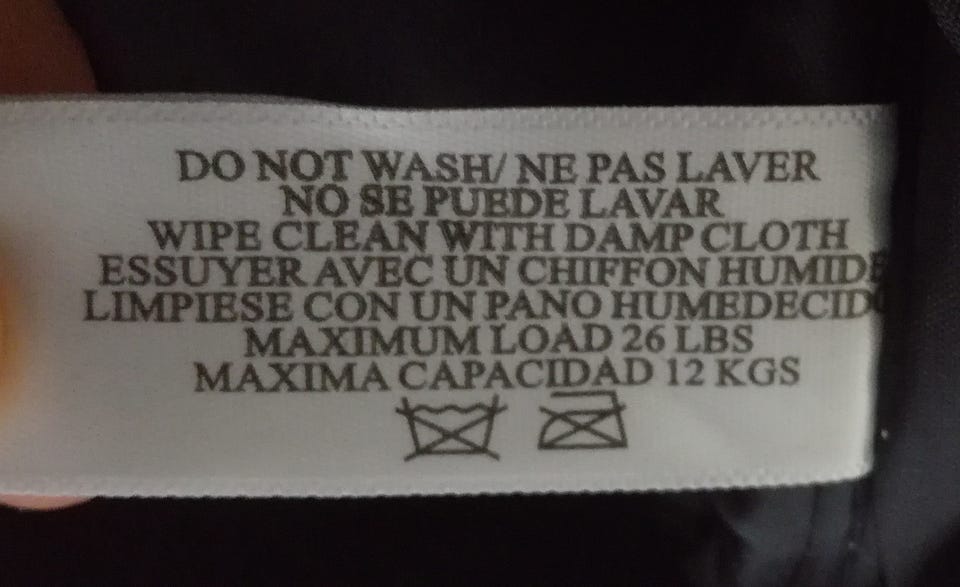 DO NOT WASH/ NE PAS LAVER
NO SE PUEDE LAVAR
WIPE CLEAN WITH DAMP CLOTH
ESSUYER AVEC UN CHIFFON HUMIDE
LIMPIESE CON UN PANO HUMEDECIDO
MAXIMUM LOAD 26 LBS
MAXIMA CAPACIDAD 12 KGS